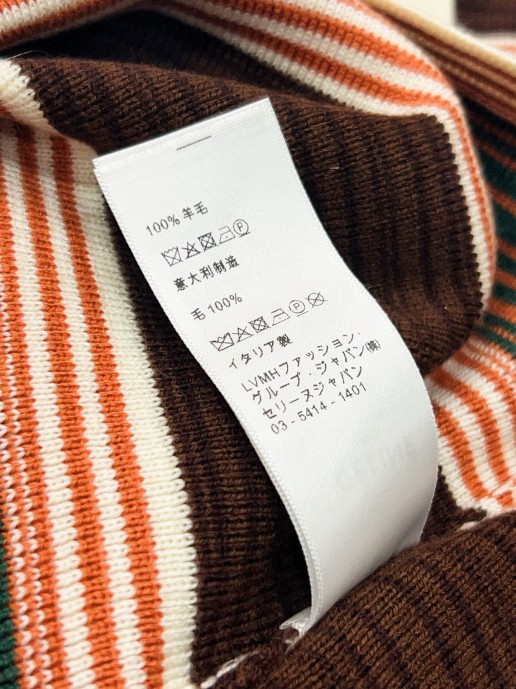 100% 羊毛
P
意大利制造
毛 100%
P
イタリア製
LVMHファッション・
グループ・ジャパン(株)
セリーヌジャパン
03 - 5414 - 1401